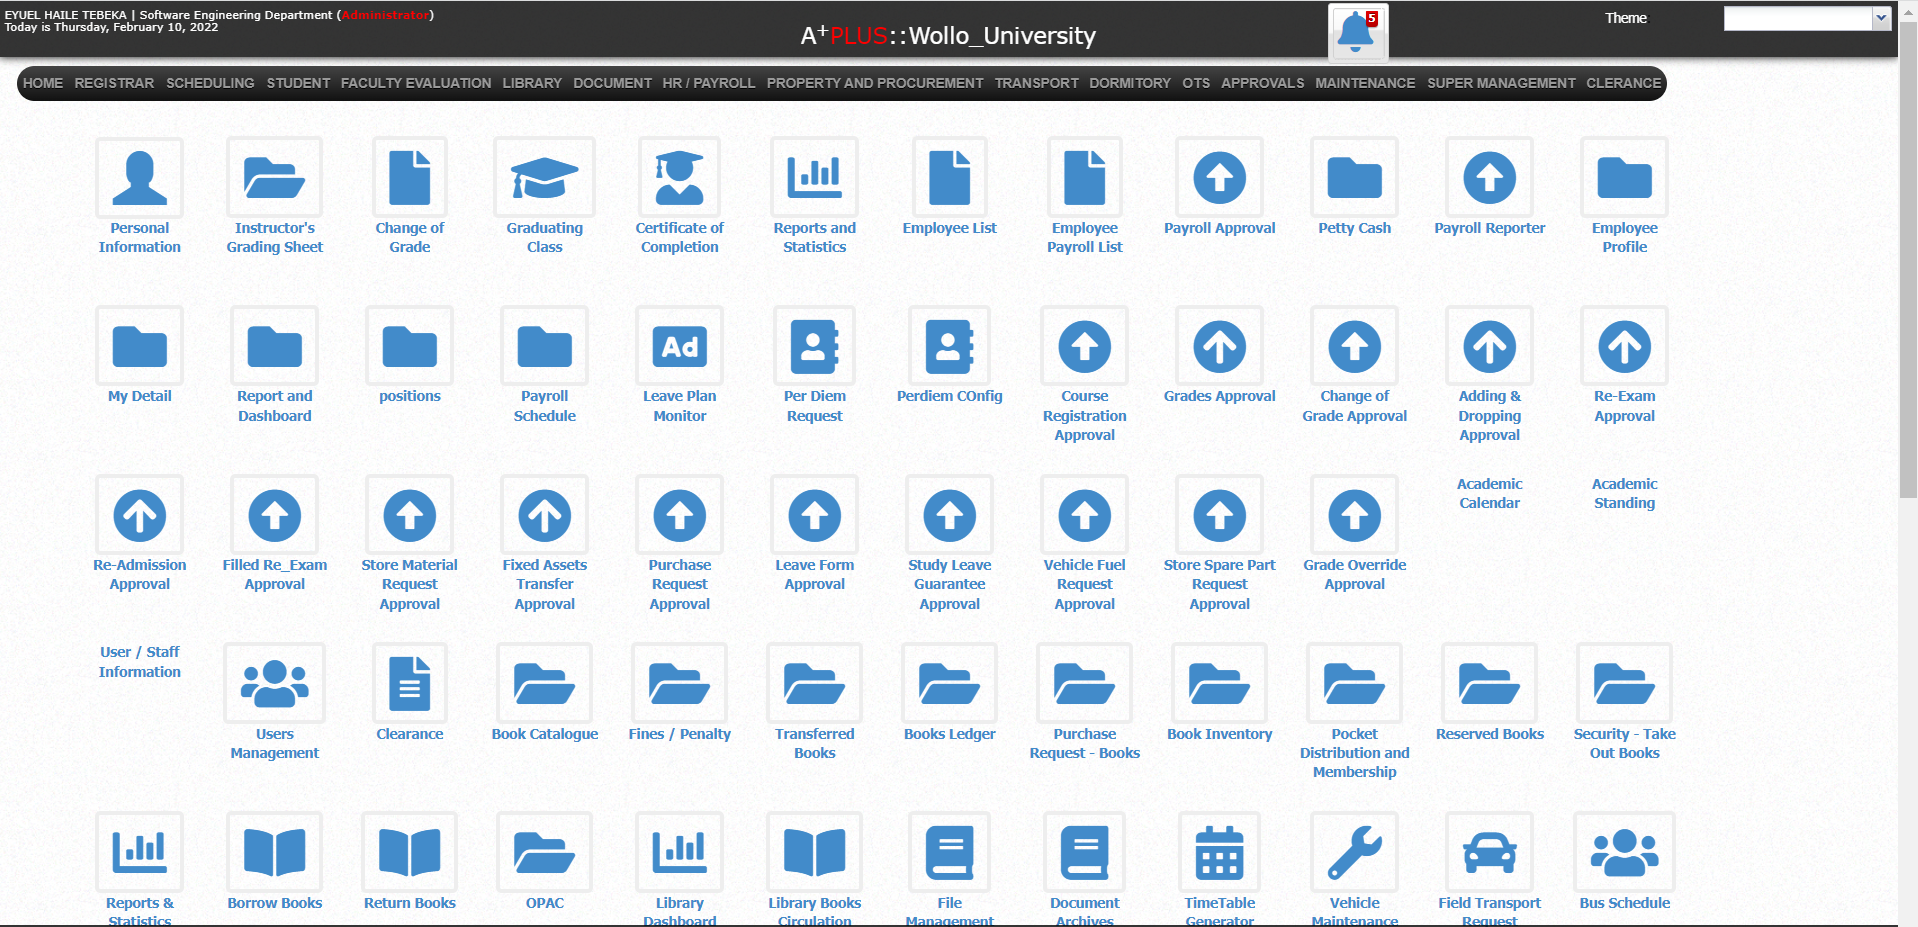 EYUEL HAILE TEBEKA | Software Engineering Department (Administrator)
Today is Thursday, February 10, 2022
A+PLUS::Wollo_University
5
Theme
HOME REGISTRAR SCHEDULING STUDENT FACULTY EVALUATION LIBRARY DOCUMENT HR / PAYROLL PROPERTY AND PROCUREMENT TRANSPORT DORMITORY OTS APPROVALS MAINTENANCE SUPER MANAGEMENT CLERANCE
Personal
Information
Instructor's
Grading Sheet
Change of
Grade
Graduating
Class
Certificate of
Completion
Reports and
Statistics
Employee List
Employee
Payroll List
Payroll Approval
Petty Cash
Payroll Reporter
Employee
Profile
My Detail
Report and
Dashboard
positions
Payroll
Schedule
Ad
Leave Plan
Monitor
Per Diem
Request
Perdiem COnfig
Course
Registration
Approval
Grades Approval
Change of
Grade Approval
Adding &
Dropping
Approval
Re-Exam
Approval
Re-Admission
Approval
Filled Re_Exam
Approval
Store Material
Request
Approval
Fixed Assets
Transfer
Approval
Purchase
Request
Approval
Leave Form
Approval
Study Leave
Guarantee
Approval
Vehicle Fuel
Request
Approval
Store Spare Part
Request
Approval
Grade Override
Approval
Academic
Calendar
Academic
Standing
User / Staff
Information
Users
Management
Clearance
Book Catalogue
Fines / Penalty
Transferred
Books
Books Ledger
Purchase
Request - Books
Book Inventory
Pocket
Distribution and
Membership
Reserved Books
Security - Take
Out Books
Reports &
Statistics
Borrow Books
Return Books
OPAC
Library
Dashboard
Library Books
Circulation
File
Management
Document
Archives
TimeTable
Generator
Vehicle
Maintenance
Field Transport
Request
Bus Schedule